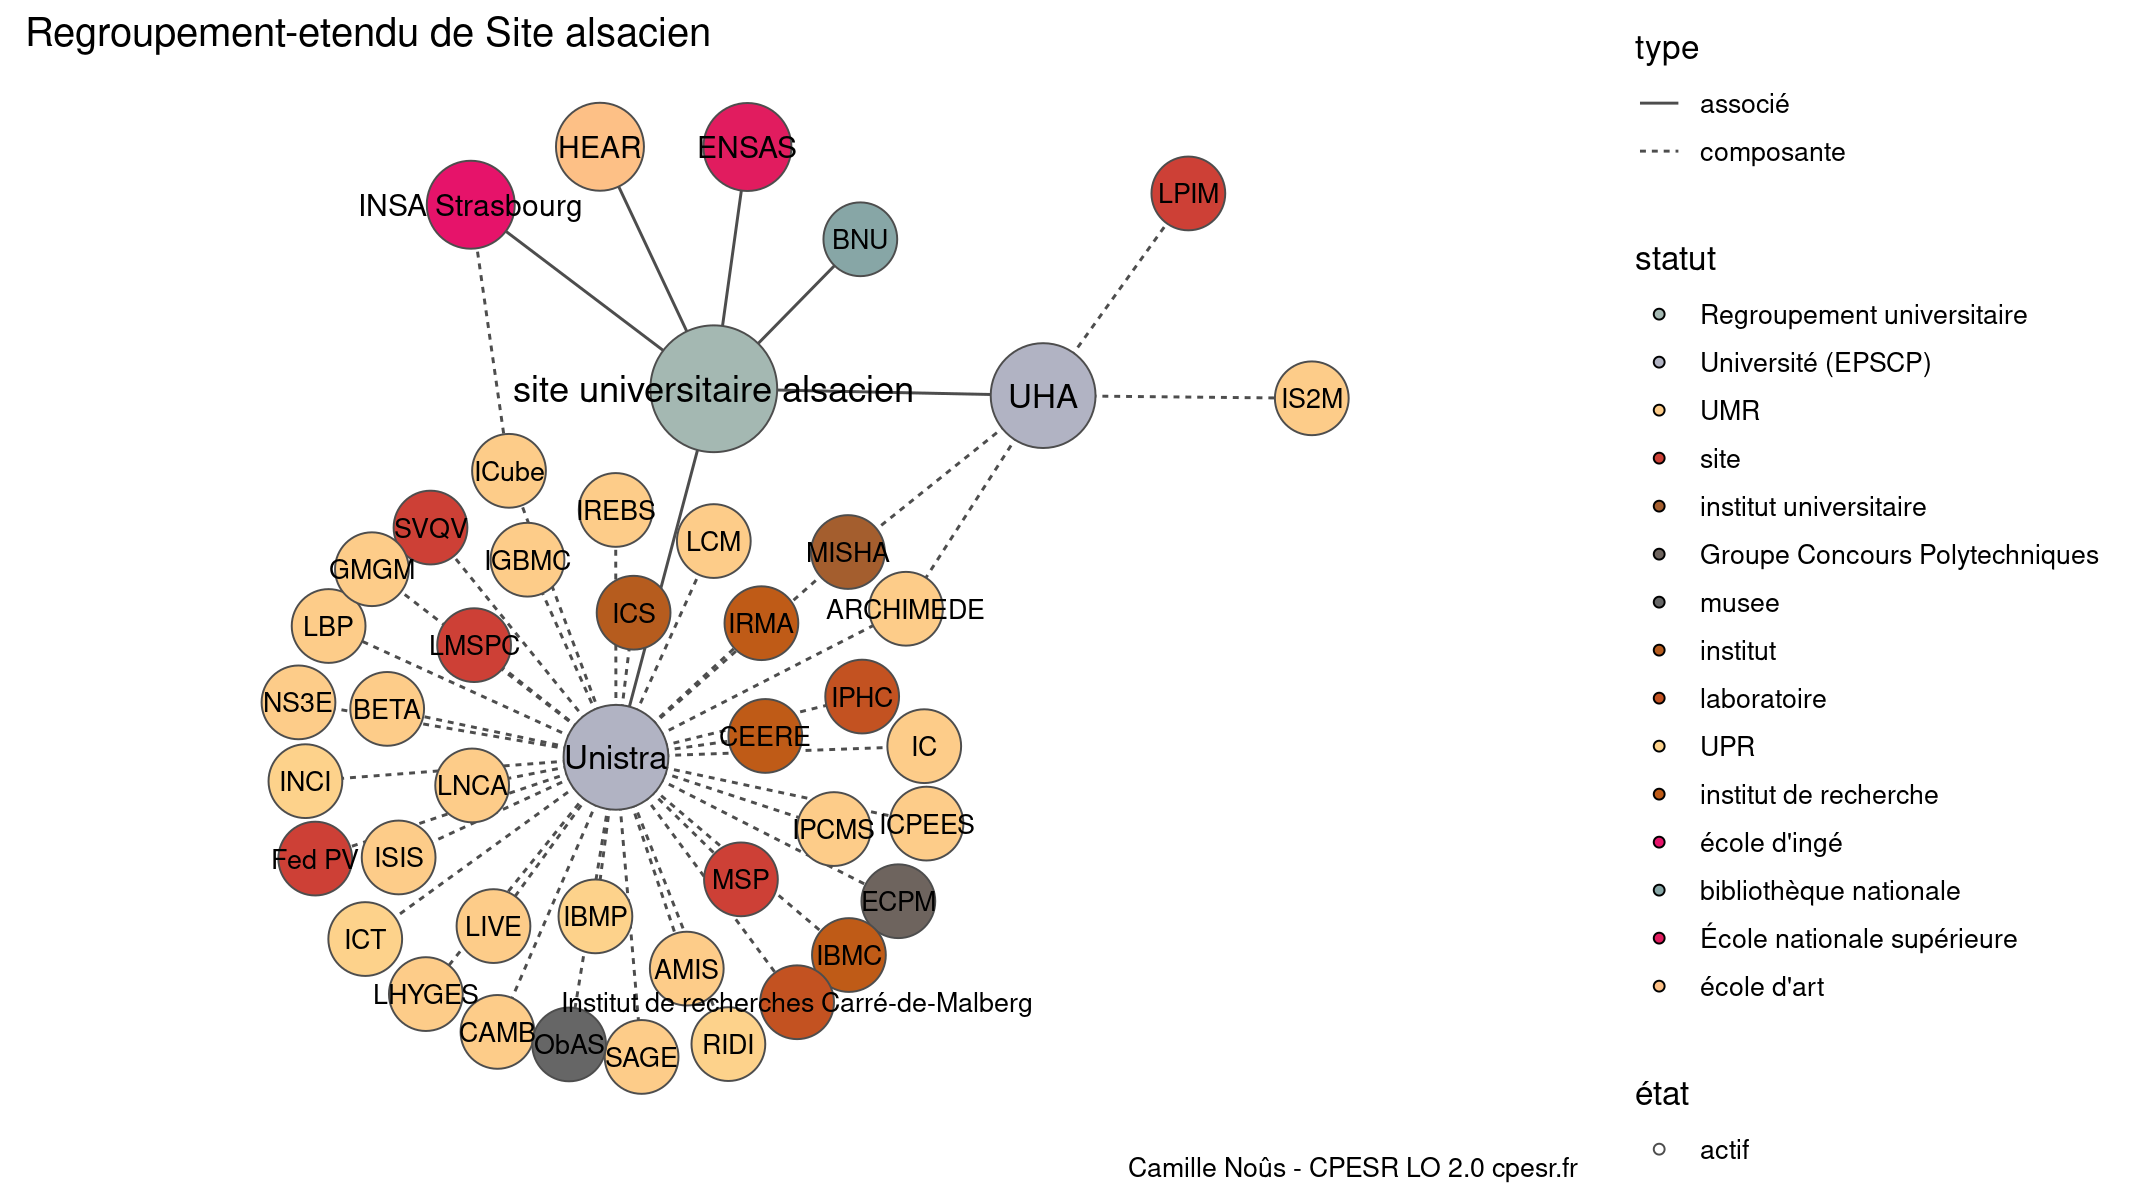 Regroupement-etendu de Site alsacien
HEAR
ENSAS
INSA Strasbourg
BNU
LPIM
site universitaire alsacien
UHA
IS2M
ICube
IREBS
SVQV
LCM
IGBMC
MISHA
GMGM
ARCHIMEDE
ICS
IRMA
LBP
LMSPC
IPHC
NS3E
BETA
CEERE
IC
Unistra
INCI
LNCA
IPCMS
ICPEES
Fed PV
ISIS
MSP
ECPM
IBMP
LIVE
ICT
IBMC
AMIS
LHYGES
Institut de recherches Carré-de-Malberg
CAMB
ObAS
RIDI
SAGE
type
associé
composante
statut
Regroupement universitaire
Université (EPSCP)
UMR
site
institut universitaire
Groupe Concours Polytechniques
musee
institut
laboratoire
UPR
institut de recherche
école d'ingé
bibliothèque nationale
École nationale supérieure
école d'art
état
actif
Camille Noûs - CPESR LO 2.0 cpesr.fr